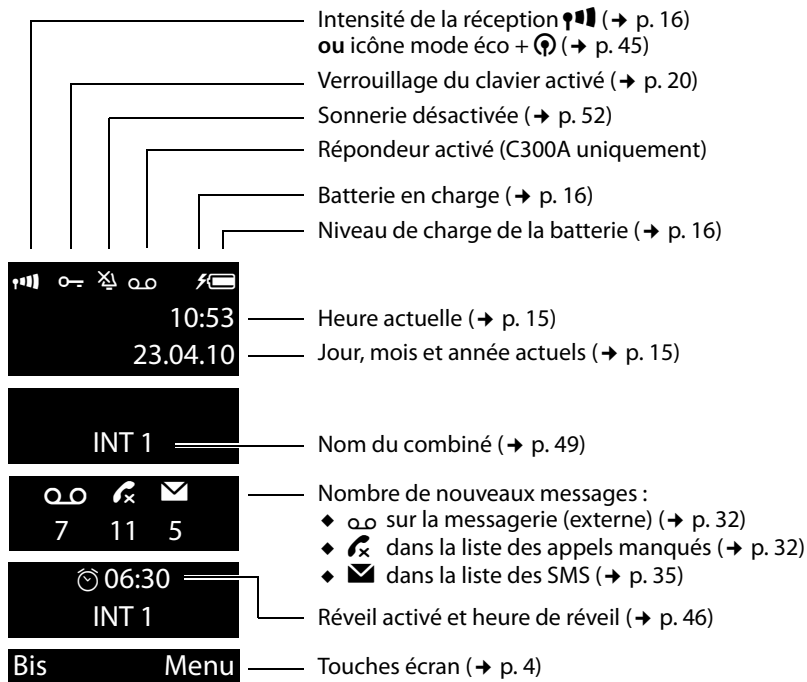 Intensité de la réception (➔ p. 16)
ou icône mode éco + (➔ p. 45)
Verrouillage du clavier activé (➔ p. 20)
Sonnerie désactivée (➔ p. 52)
Répondeur activé (C300A uniquement)
Batterie en charge (➔ p. 16)
Niveau de charge de la batterie (➔ p. 16)
10:53
Heure actuelle (➔ p. 15)
23.04.10
Jour, mois et année actuels (➔ p. 15)
INT 1
Nom du combiné (➔ p. 49)
7 11 5
Nombre de nouveaux messages :
◆ sur la messagerie (externe) (➔ p. 32)
◆ dans la liste des appels manqués (➔ p. 32)
◆ dans la liste des SMS (➔ p. 35)
06:30
INT 1
Réveil activé et heure de réveil (➔ p. 46)
Bis Menu
Touches écran (➔ p. 4)